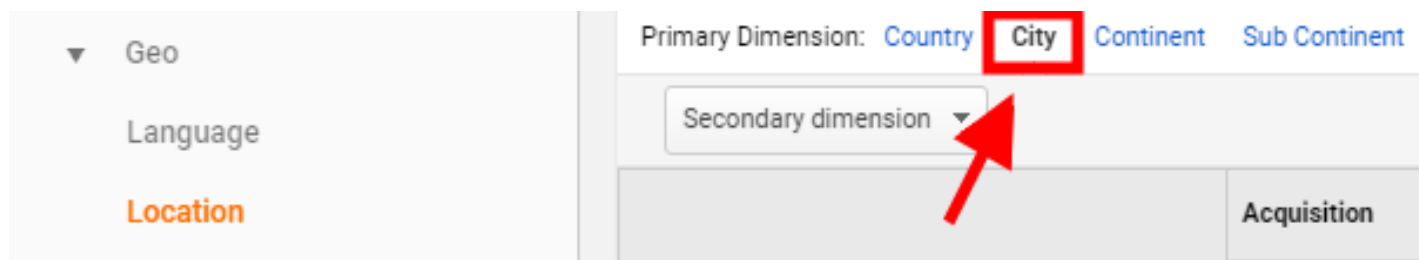 Geo
Language
Location
Primary Dimension: Country City Continent Sub Continent
Secondary dimension
Acquisition